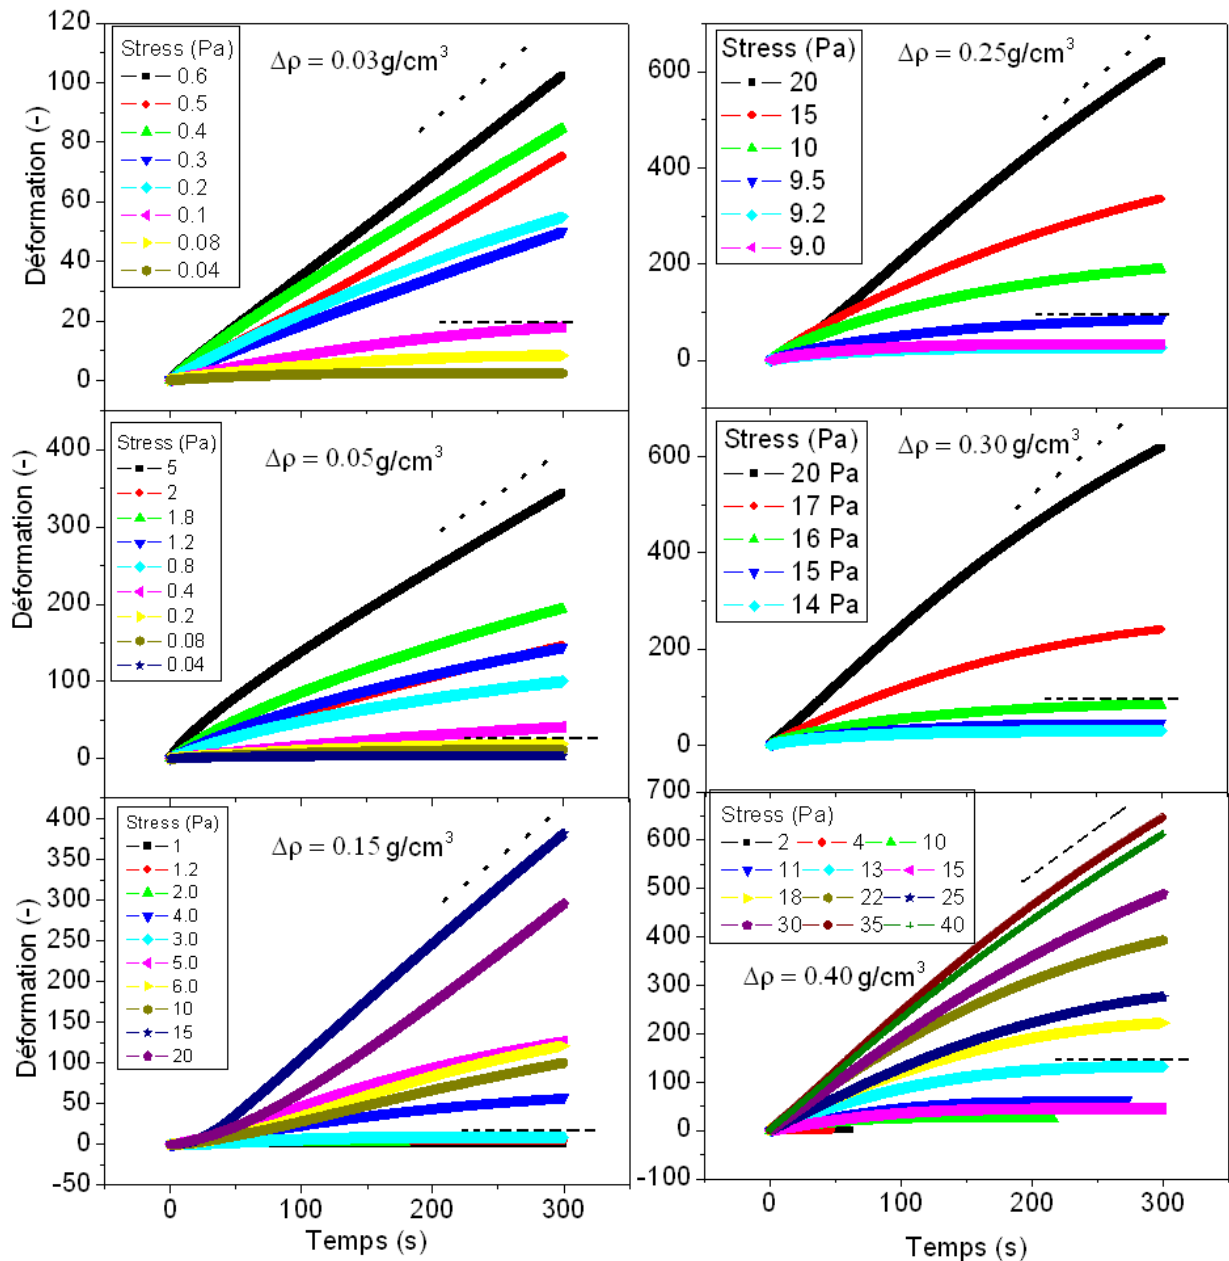 120
100
80
60
40
20
0
Déformation (-)
Stress (Pa)
0.6
0.5
0.4
0.3
0.2
0.1
0.08
0.04
Δρ = 0.03g/cm³
600
400
200
0
Stress (Pa)
20
15
10
9.5
9.2
9.0
Δρ = 0.25g/cm³
400
300
200
100
0
Déformation (-)
Stress (Pa)
5
2
1.8
1.2
0.8
0.4
0.2
0.08
0.04
Δρ = 0.05g/cm³
600
400
200
0
Stress (Pa)
20 Pa
17 Pa
16 Pa
15 Pa
14 Pa
Δρ = 0.30 g/cm³
400
350
300
250
200
150
100
50
0
-50
Déformation (-)
Stress (Pa)
1
1.2
2.0
4.0
3.0
5.0
6.0
10
15
20
Δρ = 0.15 g/cm³
0 100 200 300
Temps (s)
700
600
500
400
300
200
100
0
-100
Stress (Pa)
2 4 10
11 13 15
18 22 25
30 35 40
Δρ = 0.40 g/cm³
0 100 200 300
Temps (s)